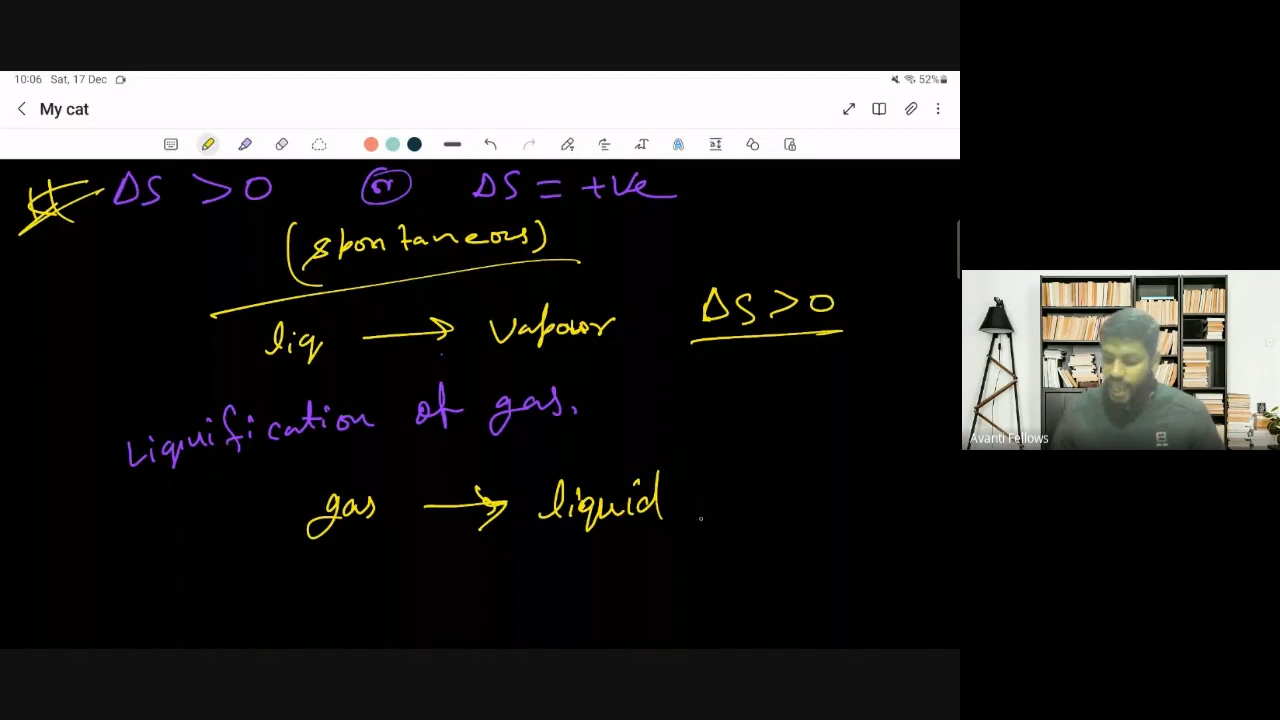 10:06 Sat, 17 Dec 52%
My cat
ΔS > 0 or ΔS = +ve
(spontaneous)
liq → vapour ΔS > 0
Liquification of gas.
gas → liquid
Avanti Fellows